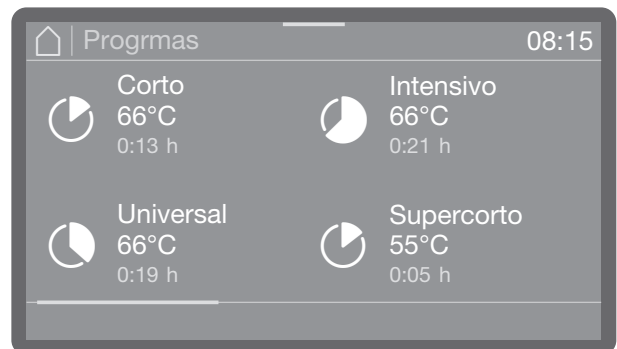 Progrmas
08:15
Corto
66°C
0:13 h
Intensivo
66°C
0:21 h
Universal
66°C
0:19 h
Supercorto
55°C
0:05 h